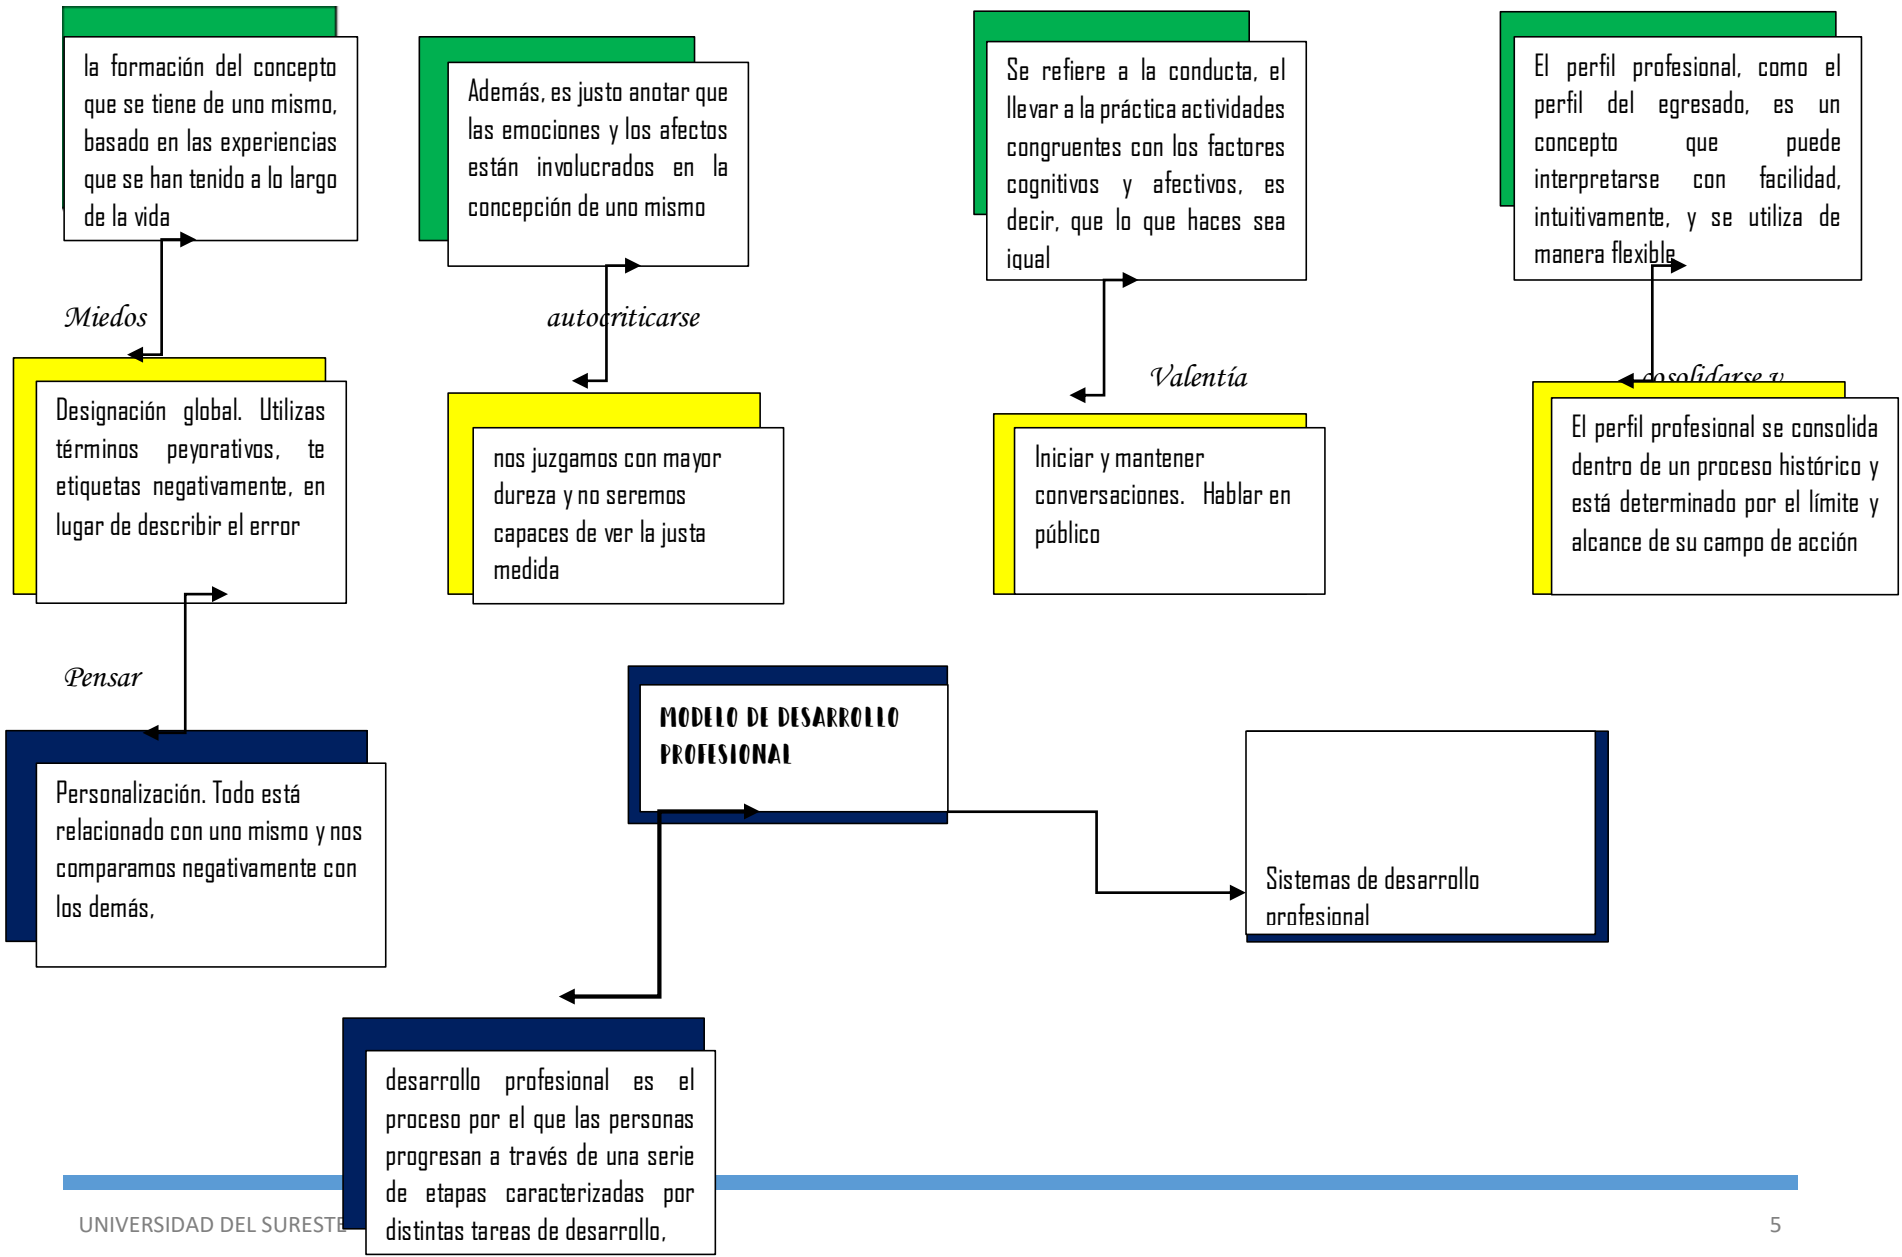 la formación del concepto
que se tiene de uno mismo,
basado en las experiencias
que se han tenido a lo largo
de la vida
Además, es justo anotar que
las emociones y los afectos
están involucrados en la
concepción de uno mismo
Se refiere a la conducta, el
llevar a la práctica actividades
congruentes con los factores
cognitivos y afectivos, es
decir, que lo que haces sea
igual
El perfil profesional, como el
perfil del egresado, es un
concepto que puede
interpretarse con facilidad,
intuitivamente, y se utiliza de
manera flexible
Miedos
autocriticarse
Valentía
cosolidarse y
Designación global. Utilizas
términos peyorativos, te
etiquetas negativamente, en
lugar de describir el error
nos juzgamos con mayor
dureza y no seremos
capaces de ver la justa
medida
Iniciar y mantener
conversaciones. Hablar en
público
El perfil profesional se consolida
dentro de un proceso histórico y
está determinado por el límite y
alcance de su campo de acción
Pensar
Personalización. Todo está
relacionado con uno mismo y nos
comparamos negativamente con
los demás,
MODELO DE DESARROLLO
PROFESIONAL
Sistemas de desarrollo
profesional
desarrollo profesional es el
proceso por el que las personas
progresan a través de una serie
de etapas caracterizadas por
distintas tareas de desarrollo,
UNIVERSIDAD DEL SURESTE
5